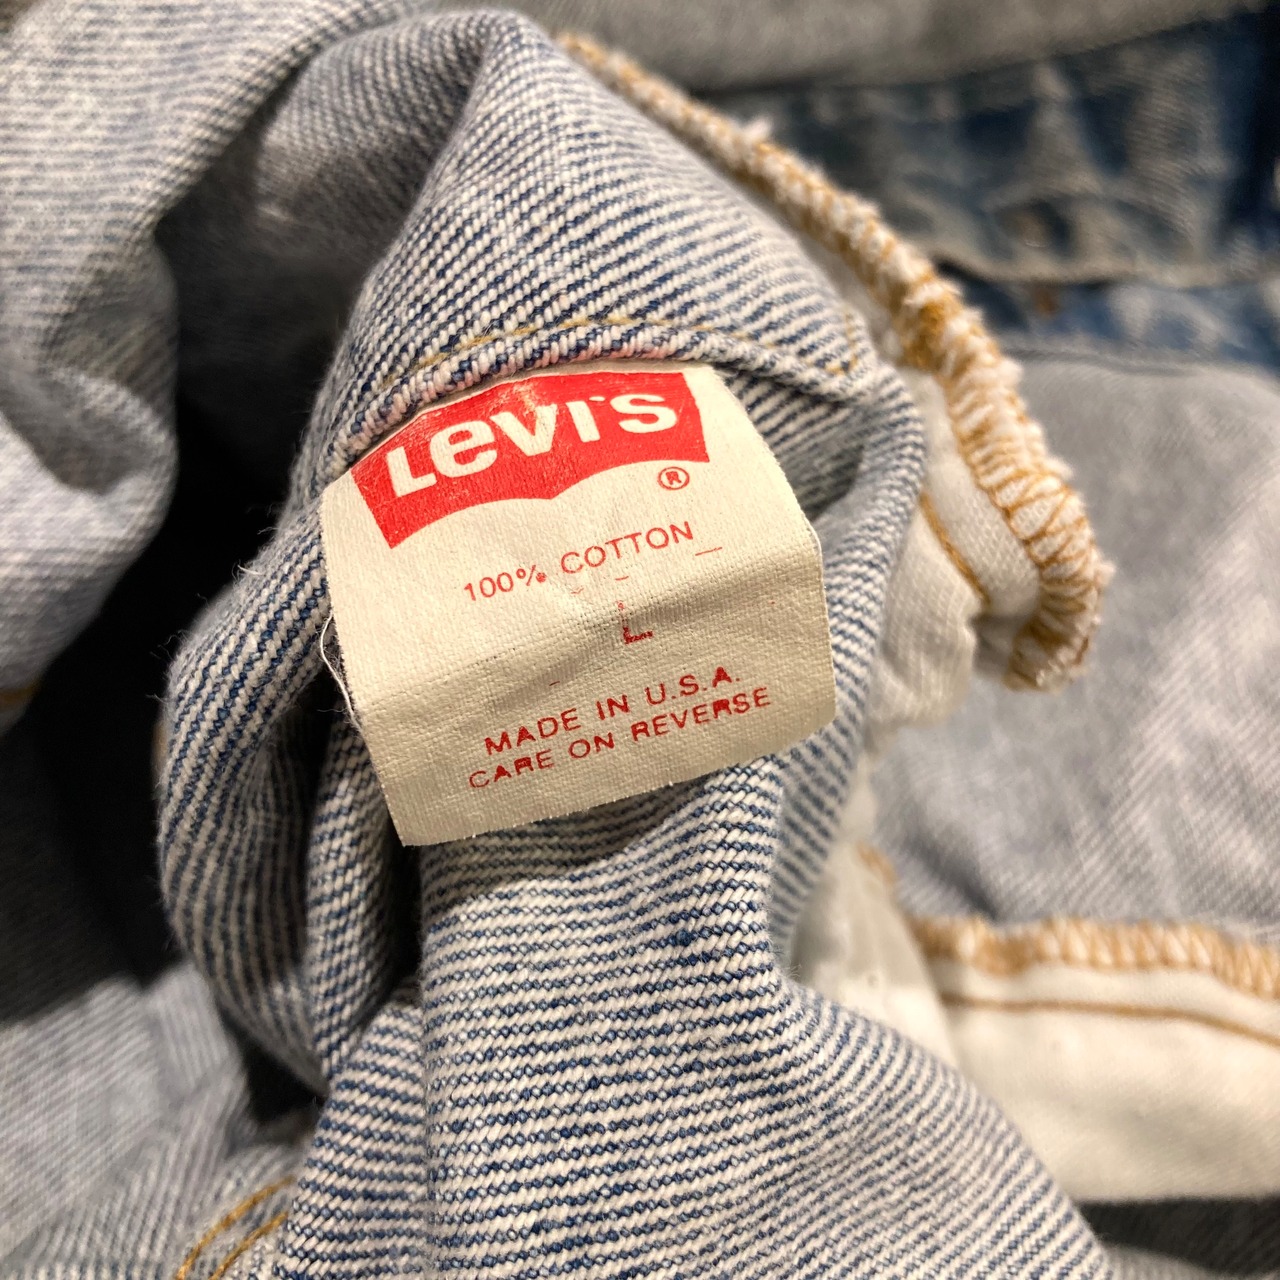 Levi's
®
100% COTTON
L
MADE IN U.S.A.
CARE ON REVERSE